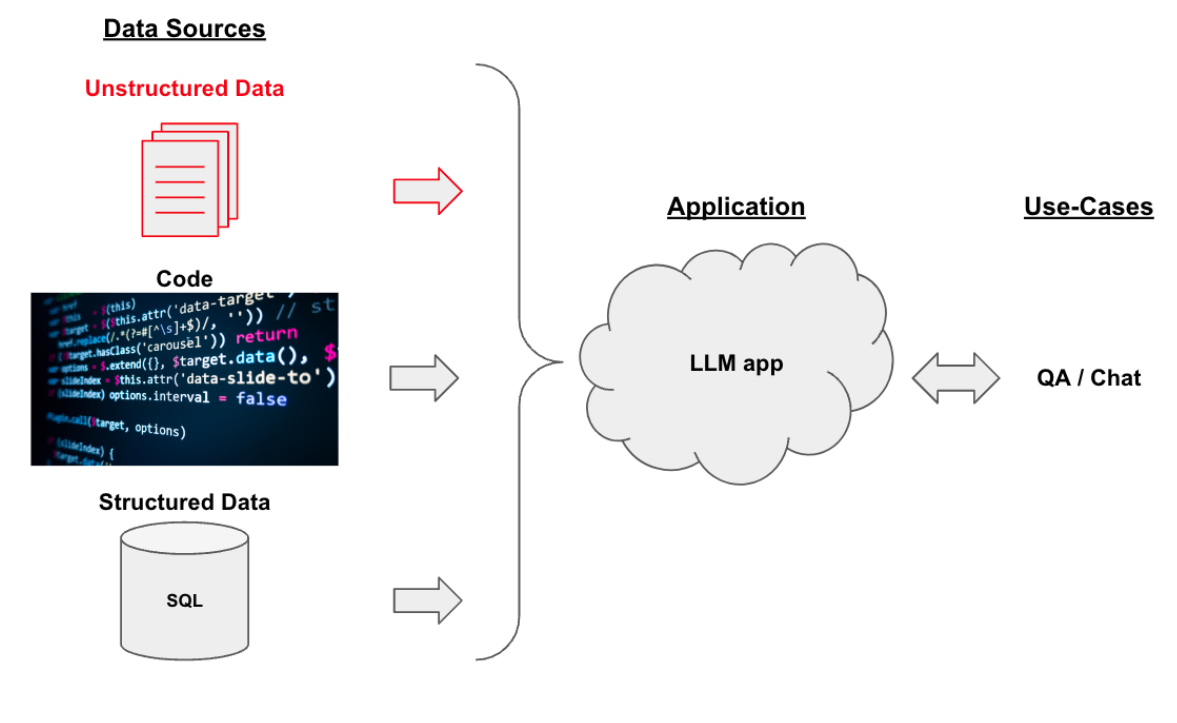 Data Sources
Unstructured Data
Code
$(this)
$target = $($this.attr('data-target
href.replace(/.*(?=#[^\s]+$)/, '')) // st
$target.hasClass('carousel')) return
options = $.extend({}, $target.data(), $
slideIndex = $this.attr('data-slide-to')
slideIndex) options.interval = false
.call($target, options)
(slideIndex) {
Structured Data
SQL
Application
LLM app
Use-Cases
QA / Chat